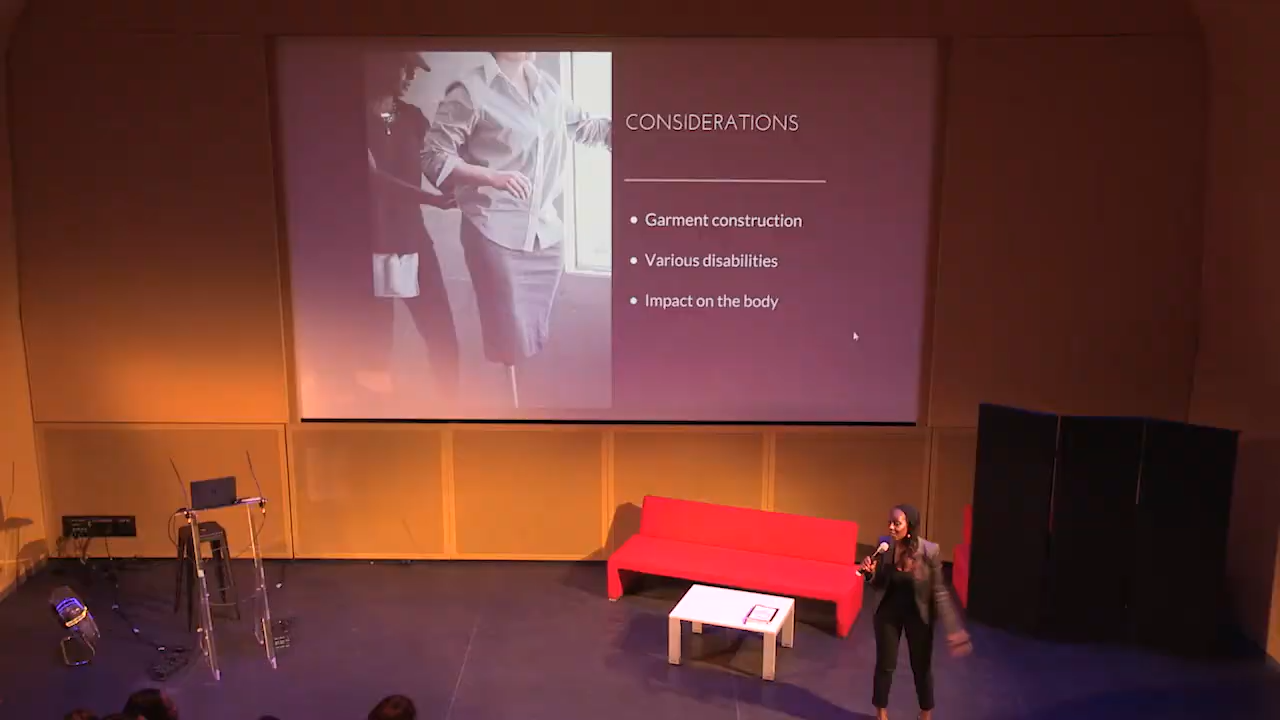 CONSIDERATIONS
• Garment construction
• Various disabilities
• Impact on the body